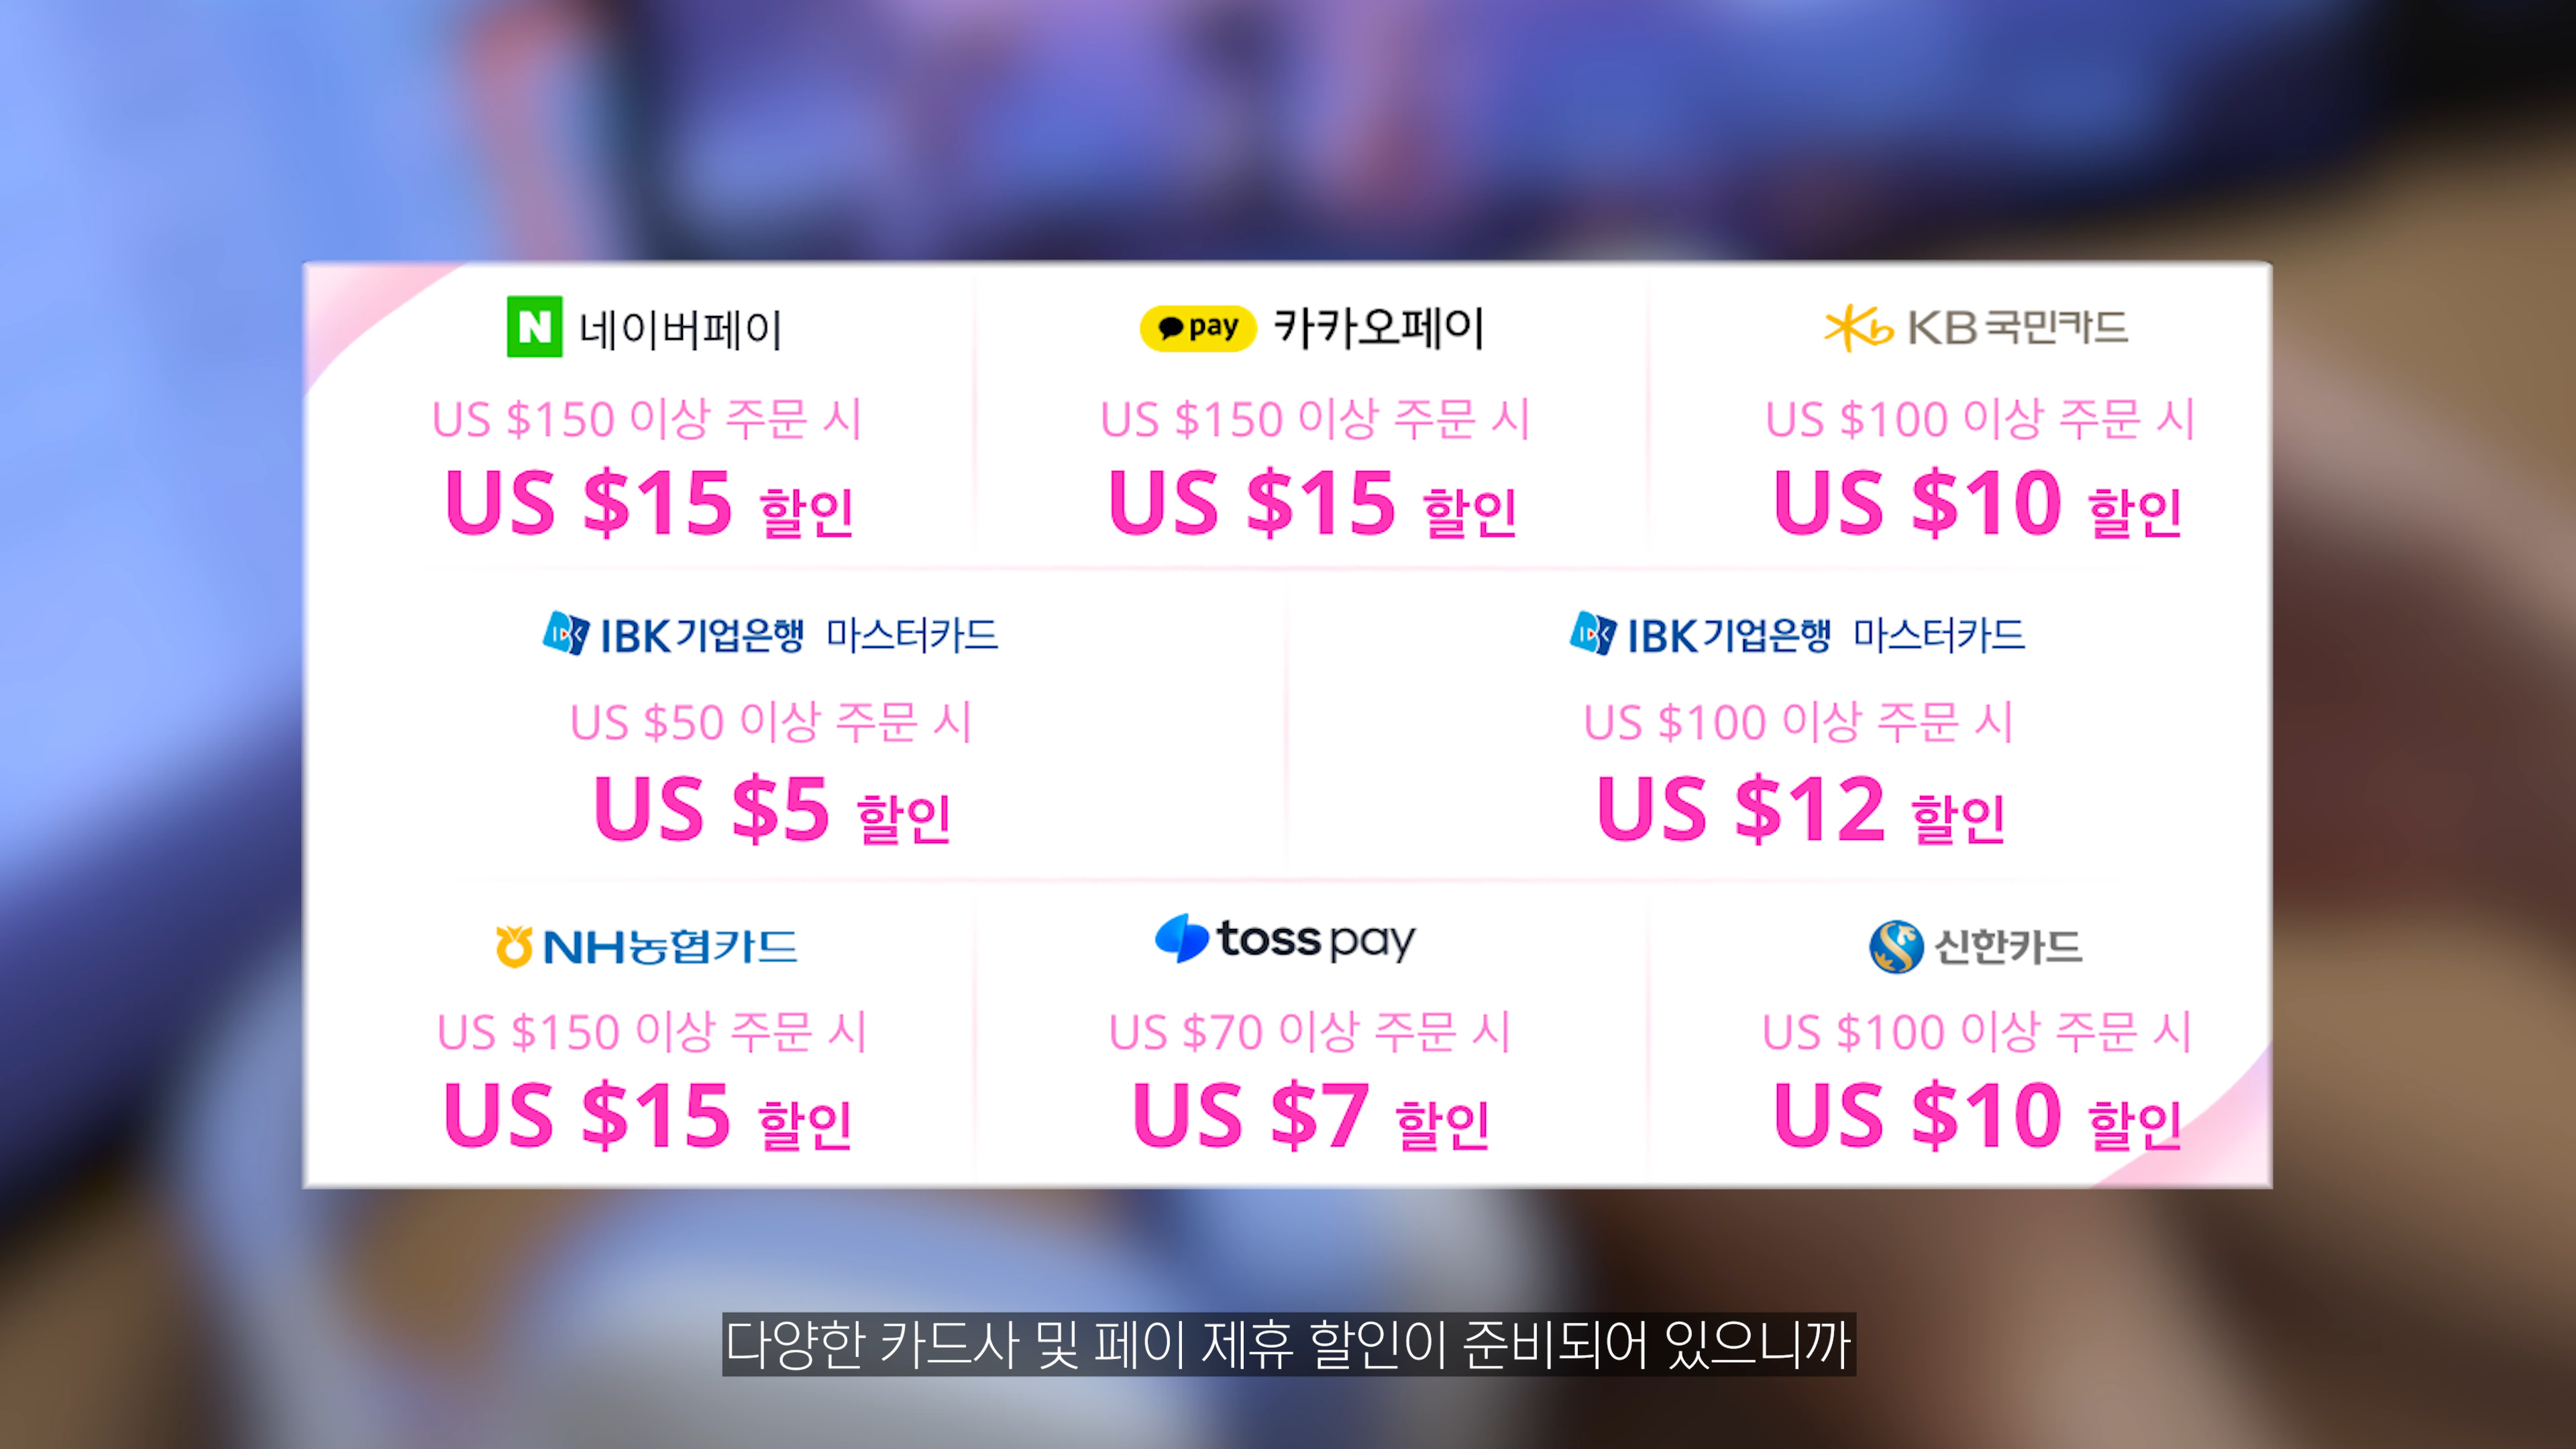 N 네이버페이
US $150 이상 주문 시
US $15 할인
pay 카카오페이
US $150 이상 주문 시
US $15 할인
Kb KB국민카드
US $100 이상 주문 시
US $10 할인
IBK IBK기업은행 마스터카드
US $50 이상 주문 시
US $5 할인
IBK IBK기업은행 마스터카드
US $100 이상 주문 시
US $12 할인
NH농협카드
US $150 이상 주문 시
US $15 할인
toss pay
US $70 이상 주문 시
US $7 할인
신한카드
US $100 이상 주문 시
US $10 할인
다양한 카드사 및 페이 제휴 할인이 준비되어 있으니까